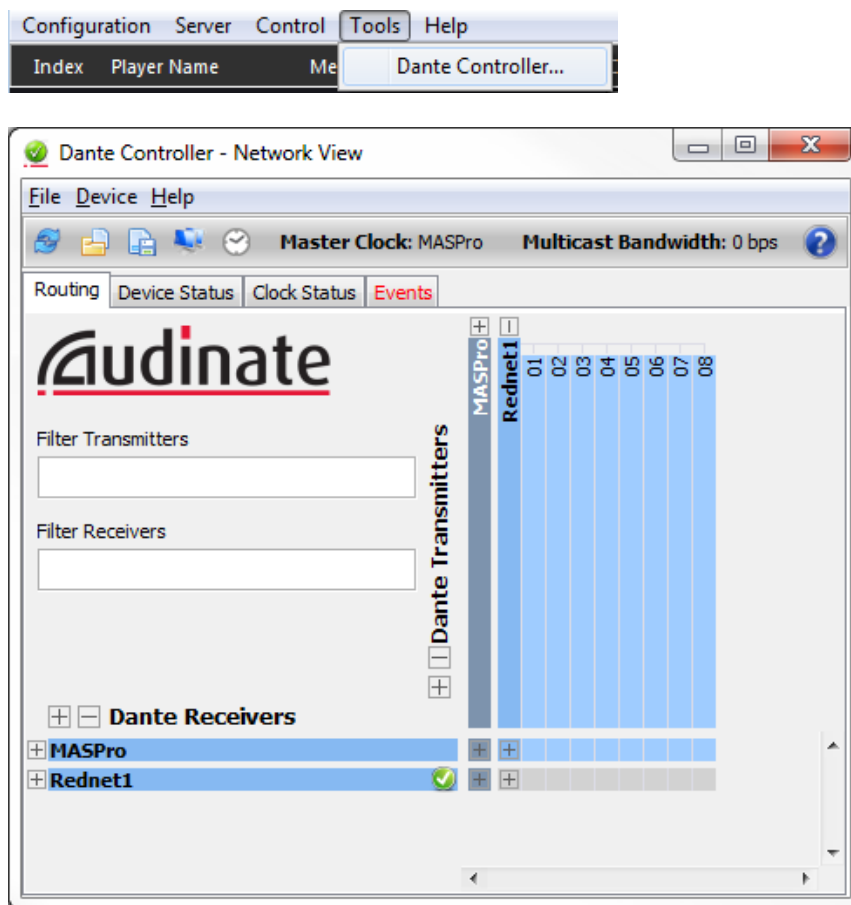 Configuration Server Control Tools Help
Index Player Name Me Dante Controller...
Dante Controller - Network View
File Device Help
Master Clock: MASPro Multicast Bandwidth: 0 bps
Routing Device Status Clock Status Events
Audinate
MASPro
Rednet1
01 02 03 04 05 06 07 08
Filter Transmitters
Dante Transmitters
Filter Receivers
Dante Receivers
MASPro
Rednet1